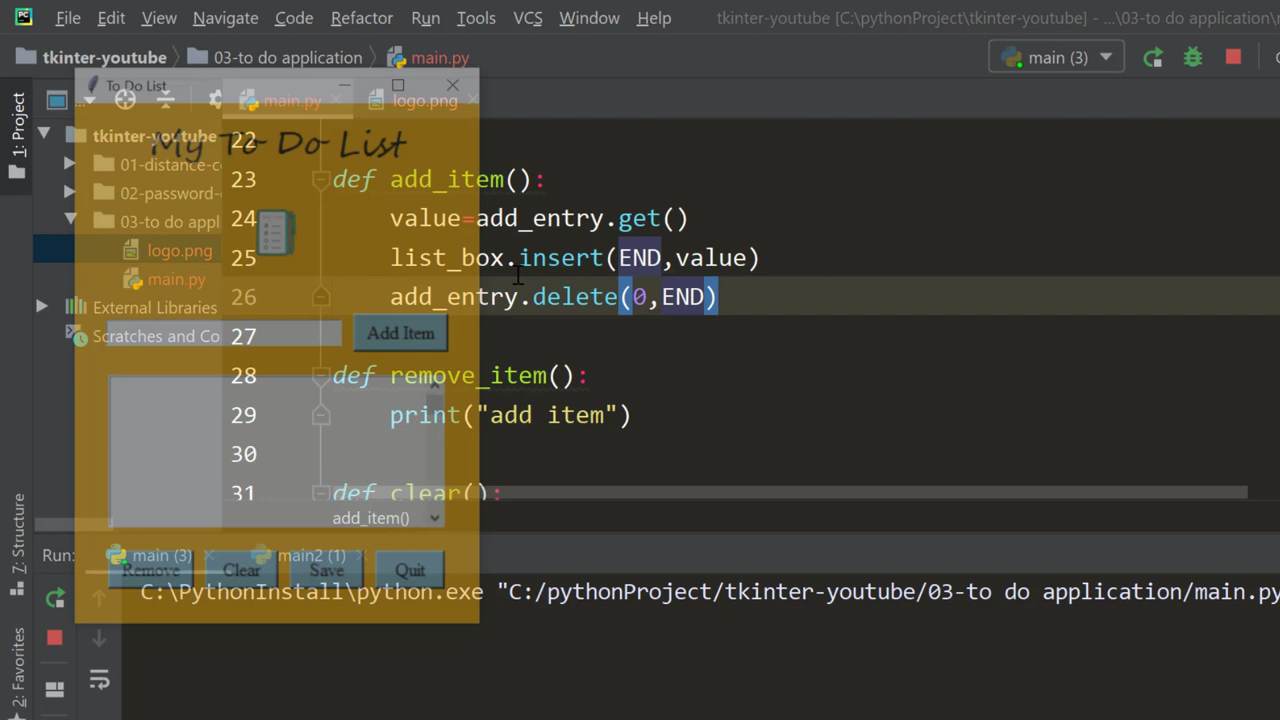 File Edit View Navigate Code Refactor Run Tools VCS Window Help tkinter-youtube [C:\pythonProject\tkinter-youtube] - ...\03-to do application\
tkinter-youtube 03-to do application main.py main (3)
To Do List
main.py logo.png
1: Project
tkinter-youtube
My To Do List
01-distance-c
02-password-
03-to do appl
logo.png
main.py
External Libraries
Scratches and Co
22
23 def add_item():
24 value=add_entry.get()
25 list_box.insert(END,value)
26 add_entry.delete(0,END)
27
Add Item
28 def remove_item():
29 print("add item")
30
31 def clear():
add_item()
7: Structure
Run: main (3) main2 (1)
Remove Clear Save Quit
C:\PythonInstall\python.exe "C:/pythonProject/tkinter-youtube/03-to do application/main.py
2: Favorites